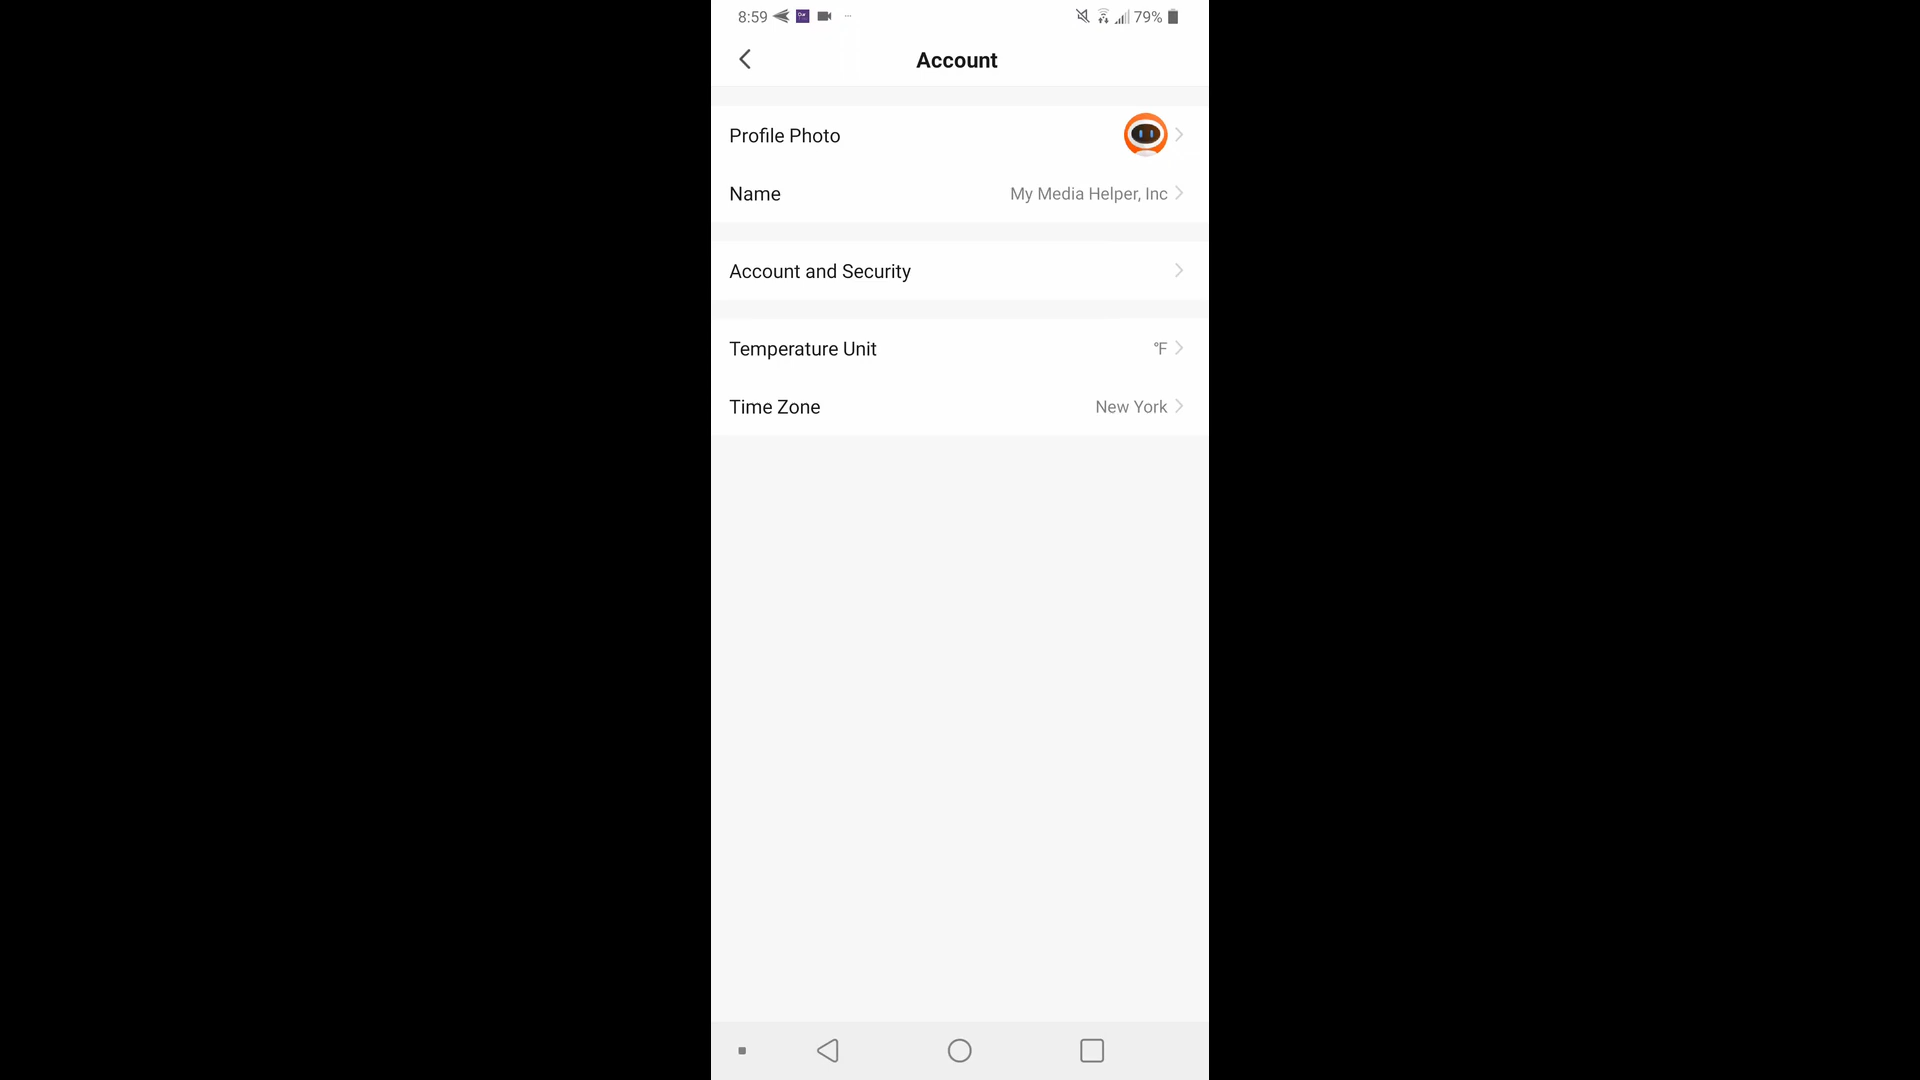 8:59 79%
Account
Profile Photo
Name My Media Helper, Inc
Account and Security
Temperature Unit °F
Time Zone New York